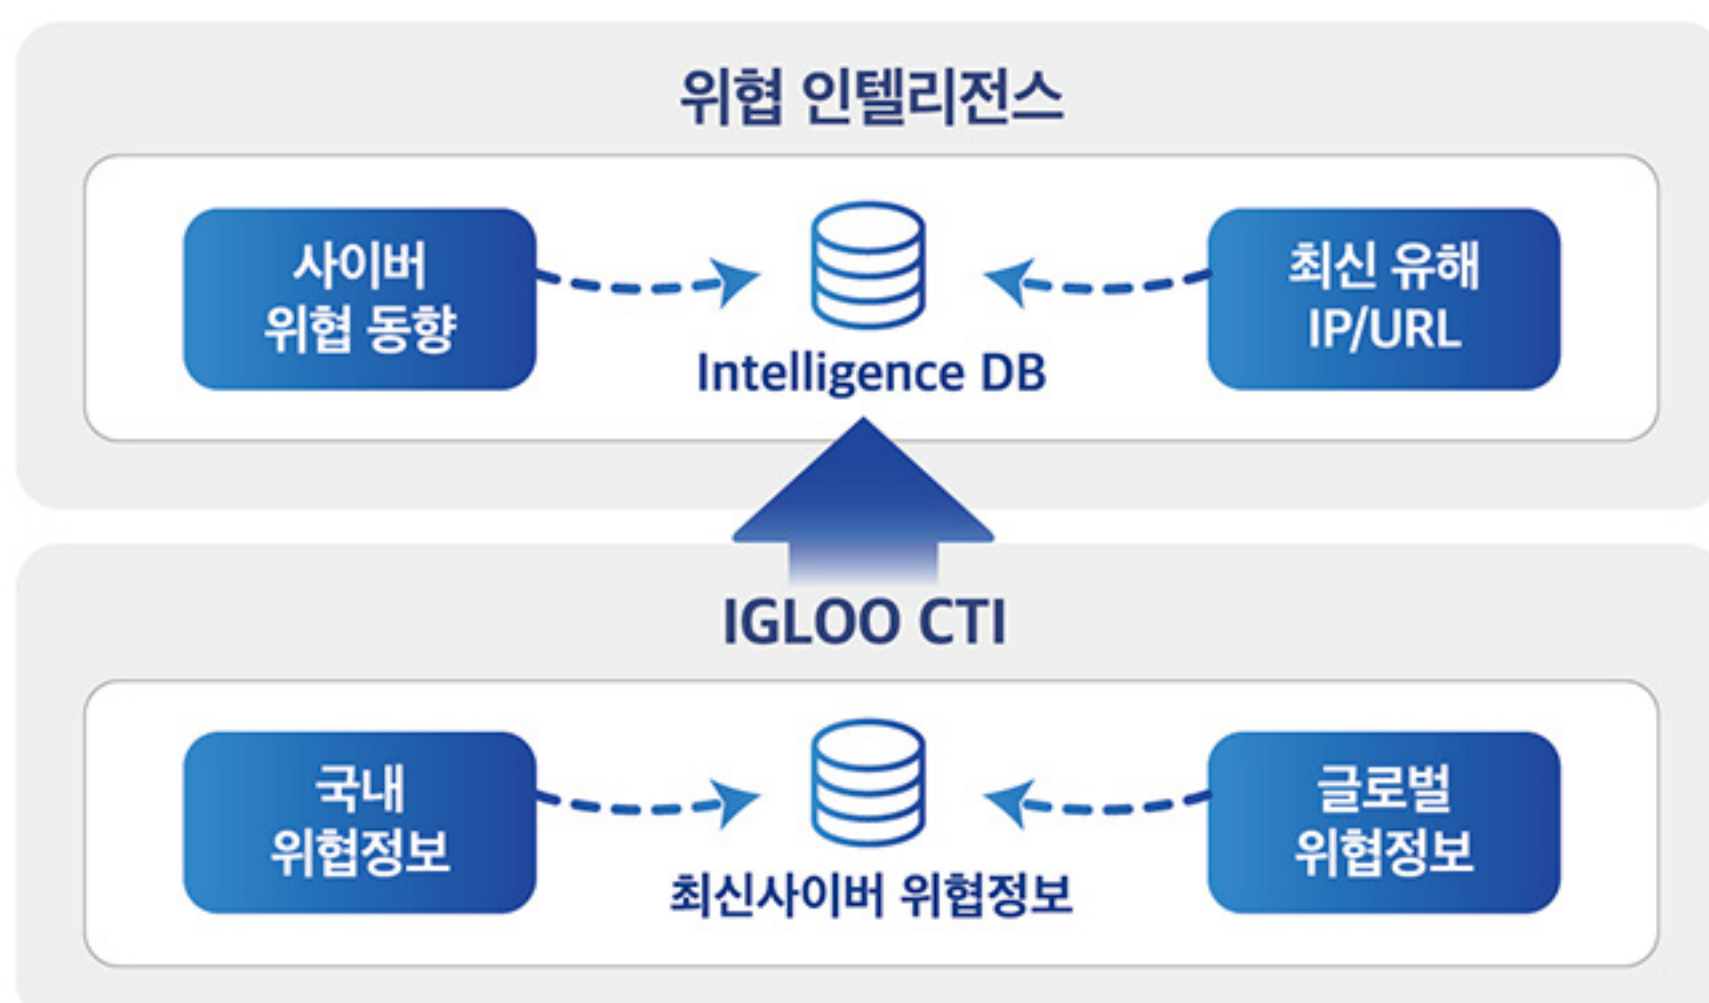 위협 인텔리전스
사이버
위협 동향
Intelligence DB
최신 유해
IP/URL
IGLOO CTI
국내
위협정보
최신사이버 위협정보
글로벌
위협정보